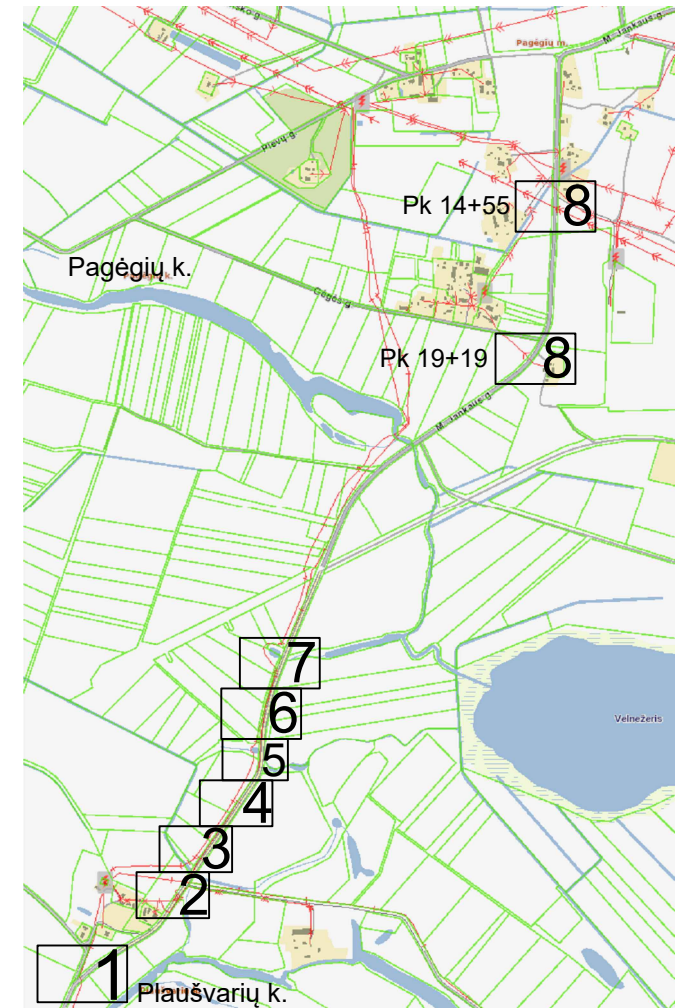 M. Jankaus g.
Pagėgių m.
Plevų g.
Pk 14+55
8
Pagėgių k.
Gėgės g.
Pk 19+19
8
M. Jankaus g.
7
6
Velnežeris
5
4
3
2
1
Plaušvarių k.